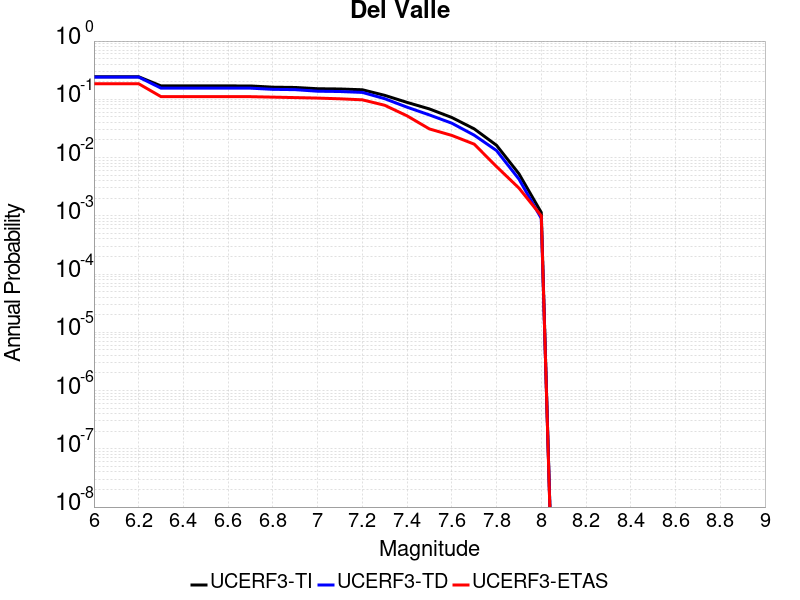 Del Valle
Annual Probability
10^0
10^-1
10^-2
10^-3
10^-4
10^-5
10^-6
10^-7
10^-8
6 6.2 6.4 6.6 6.8 7 7.2 7.4 7.6 7.8 8 8.2 8.4 8.6 8.8 9
Magnitude
UCERF3-TI UCERF3-TD UCERF3-ETAS